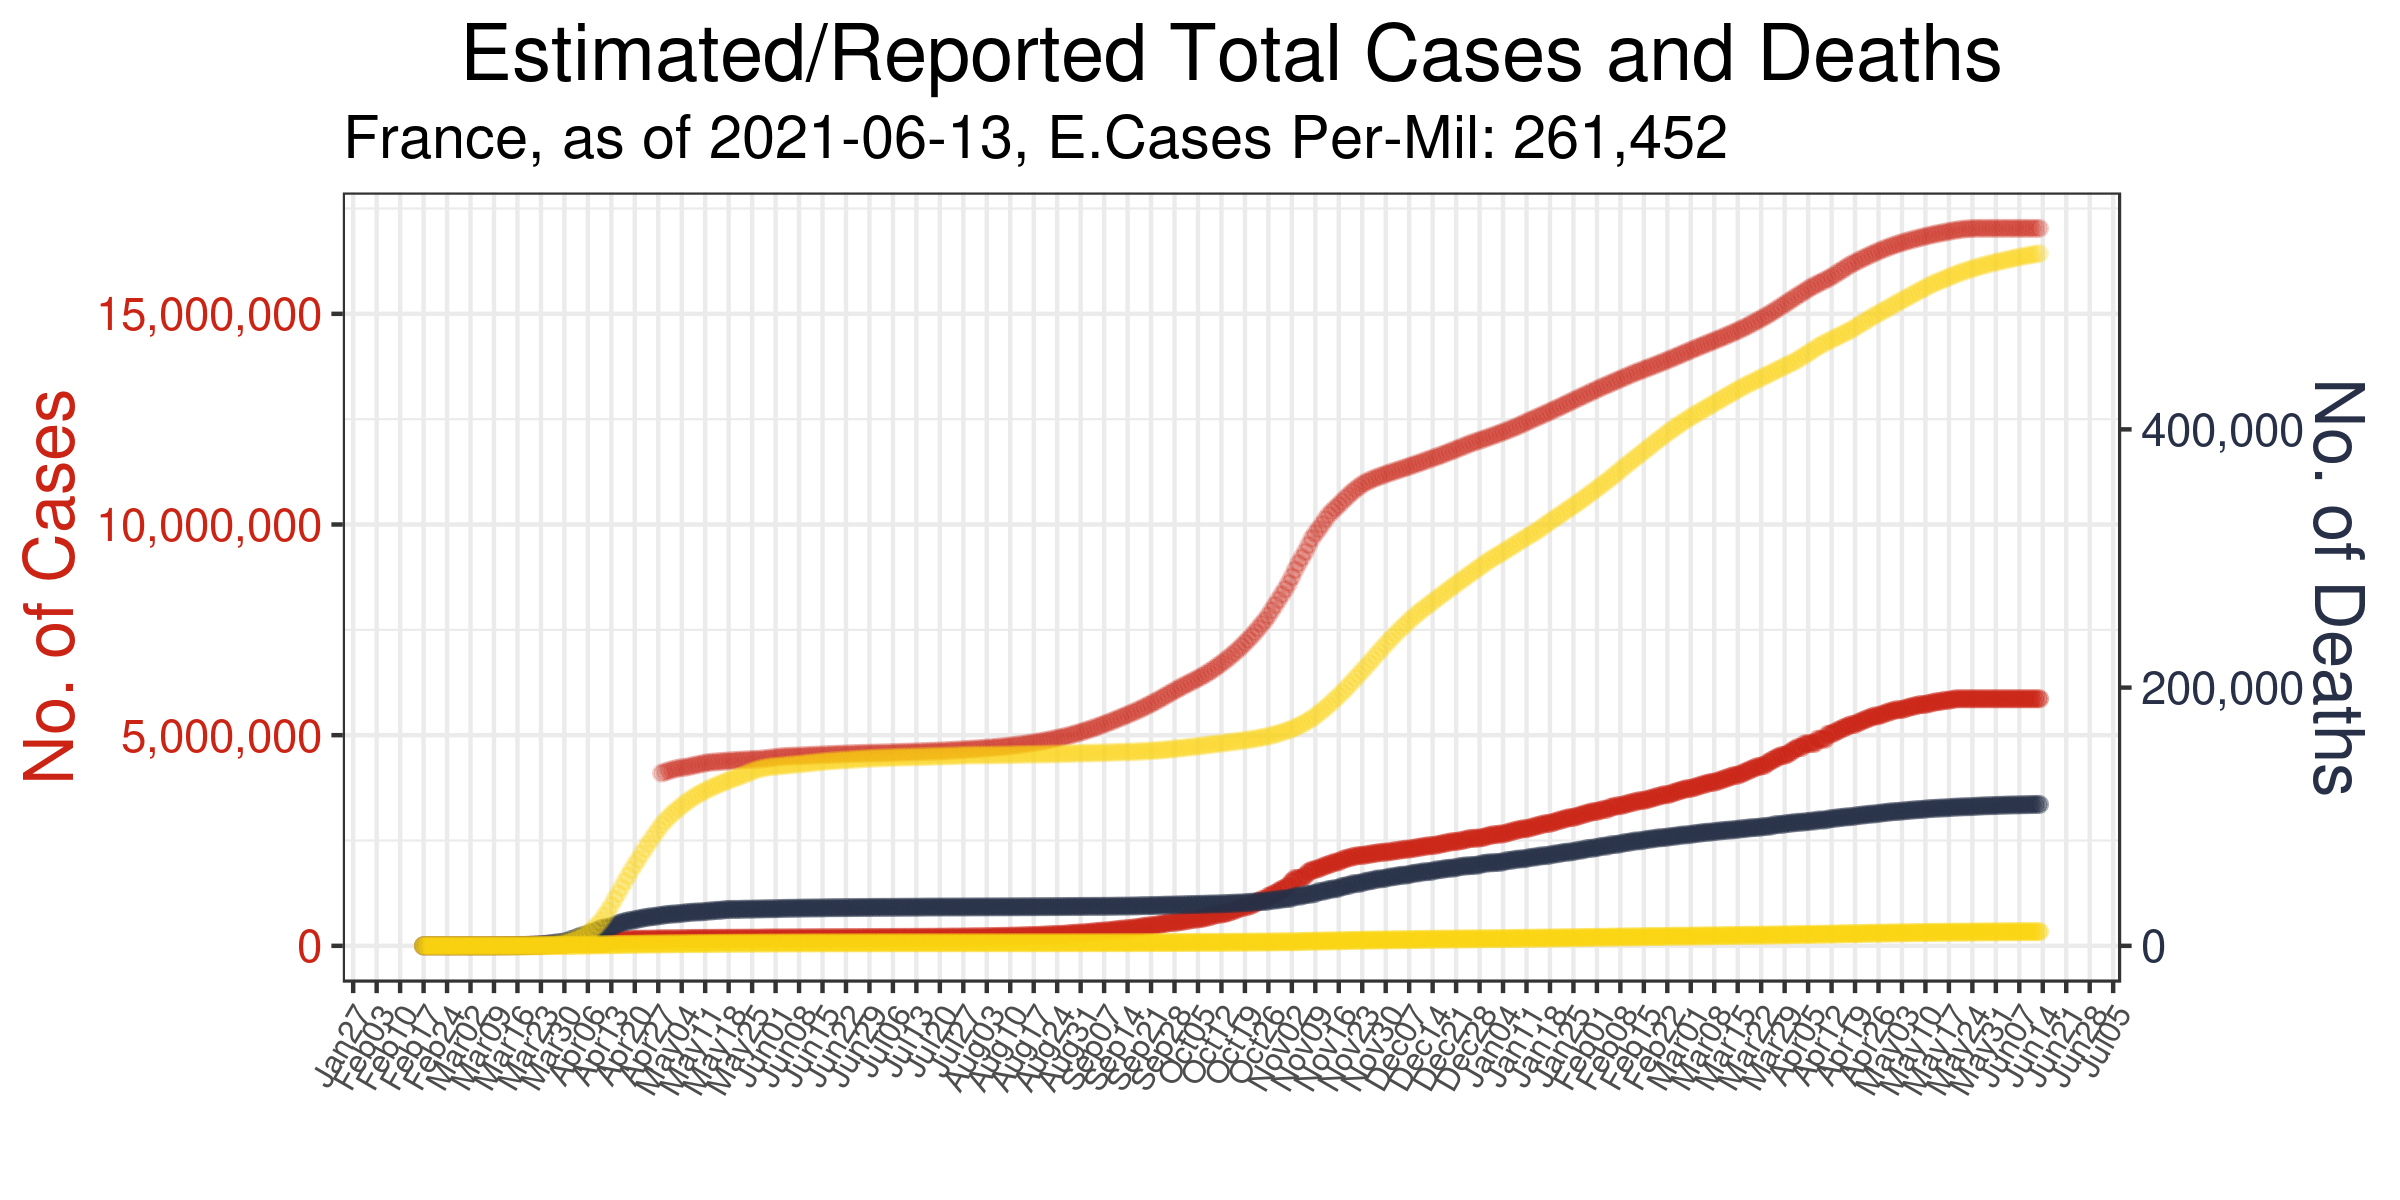 Estimated/Reported Total Cases and Deaths
France, as of 2021-06-13, E.Cases Per-Mil: 261,452
No. of Cases
15,000,000
10,000,000
5,000,000
0
400,000
200,000
0
No. of Deaths
Jan27
Feb03
Feb10
Feb17
Feb24
Mar02
Mar09
Mar16
Mar23
Mar30
Apr06
Apr13
Apr20
Apr27
May04
May11
May18
May25
Jun01
Jun08
Jun15
Jun22
Jun29
Jul06
Jul13
Jul20
Jul27
Aug03
Aug10
Aug17
Aug24
Aug31
Sep07
Sep14
Sep21
Sep28
Oct05
Oct12
Oct19
Oct26
Nov02
Nov09
Nov16
Nov23
Nov30
Dec07
Dec14
Dec21
Dec28
Jan04
Jan11
Jan18
Jan25
Feb01
Feb08
Feb15
Feb22
Mar01
Mar08
Mar15
Mar22
Mar29
Apr05
Apr12
Apr19
Apr26
May03
May10
May17
May24
May31
Jun07
Jun14
Jun21
Jun28
Jul05